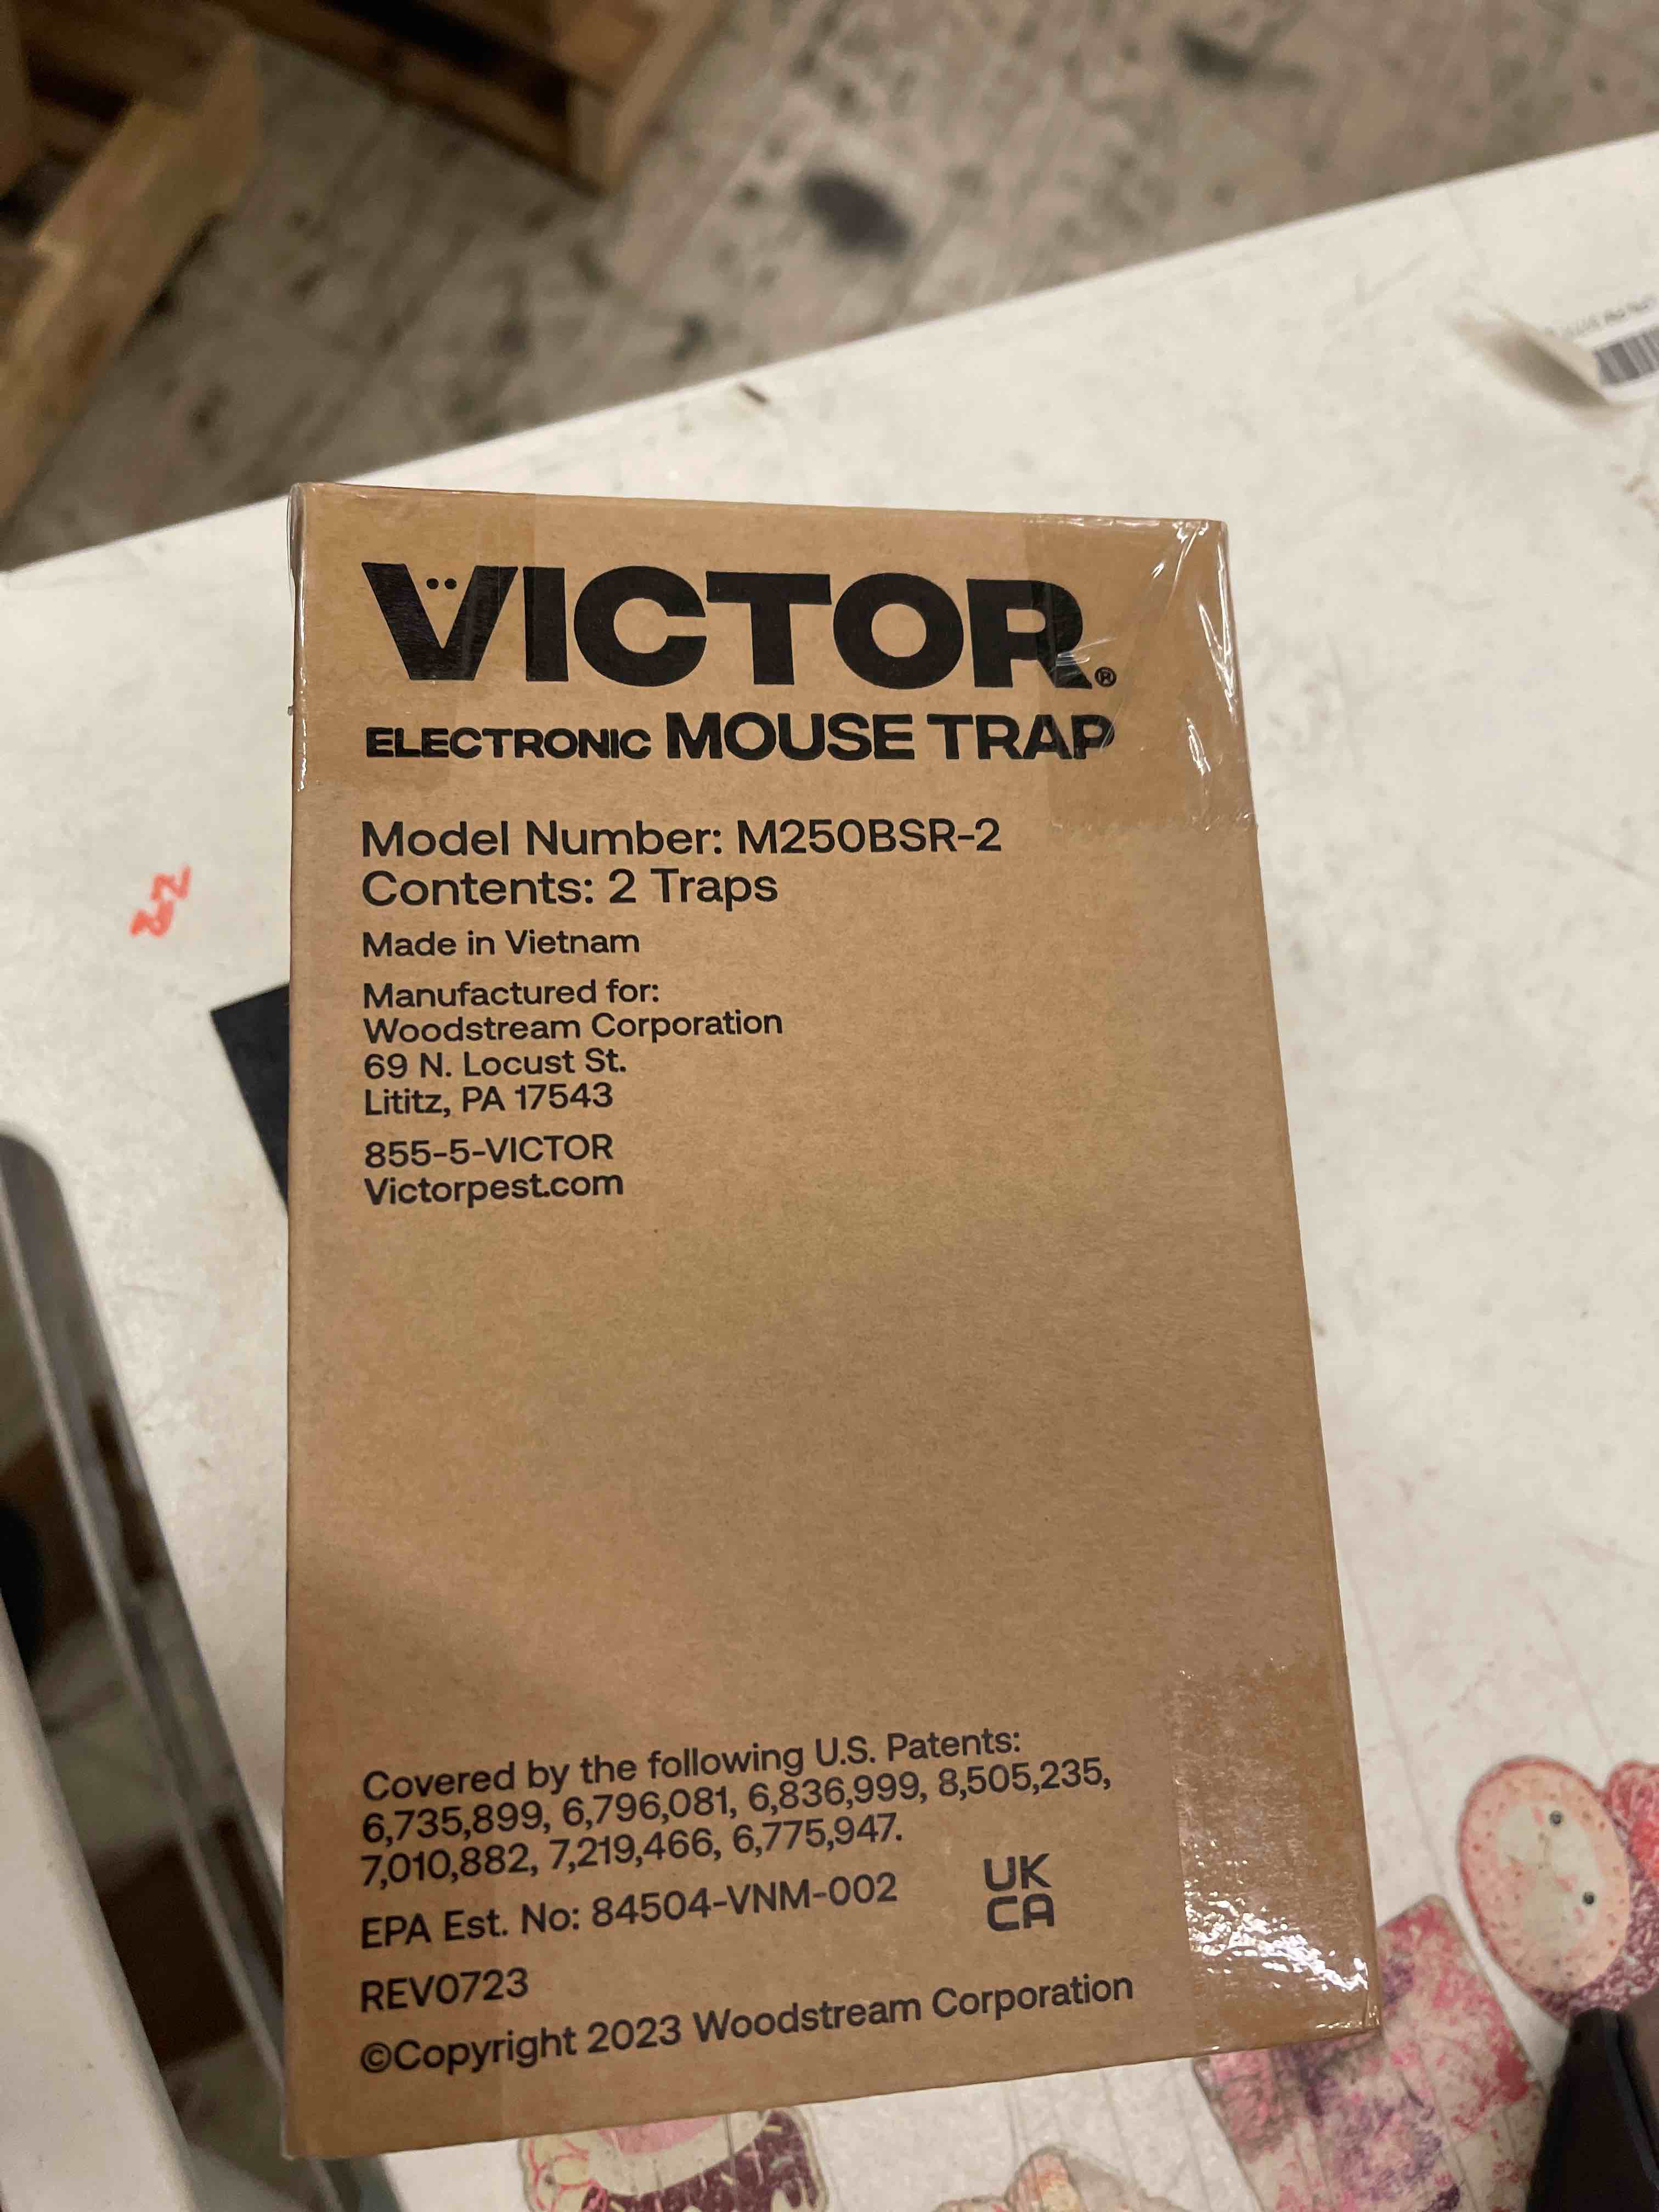 VICTOR®
ELECTRONIC MOUSE TRAP
Model Number: M250BSR-2
Contents: 2 Traps
Made in Vietnam
Manufactured for:
Woodstream Corporation
69 N. Locust St.
Lititz, PA 17543
855-5-VICTOR
Victorpest.com
Covered by the following U.S. Patents:
6,735,899, 6,796,081, 6,836,999, 8,505,235,
7,010,882, 7,219,466, 6,775,947.
EPA Est. No: 84504-VNM-002
UK
CA
REV0723
©Copyright 2023 Woodstream Corporation